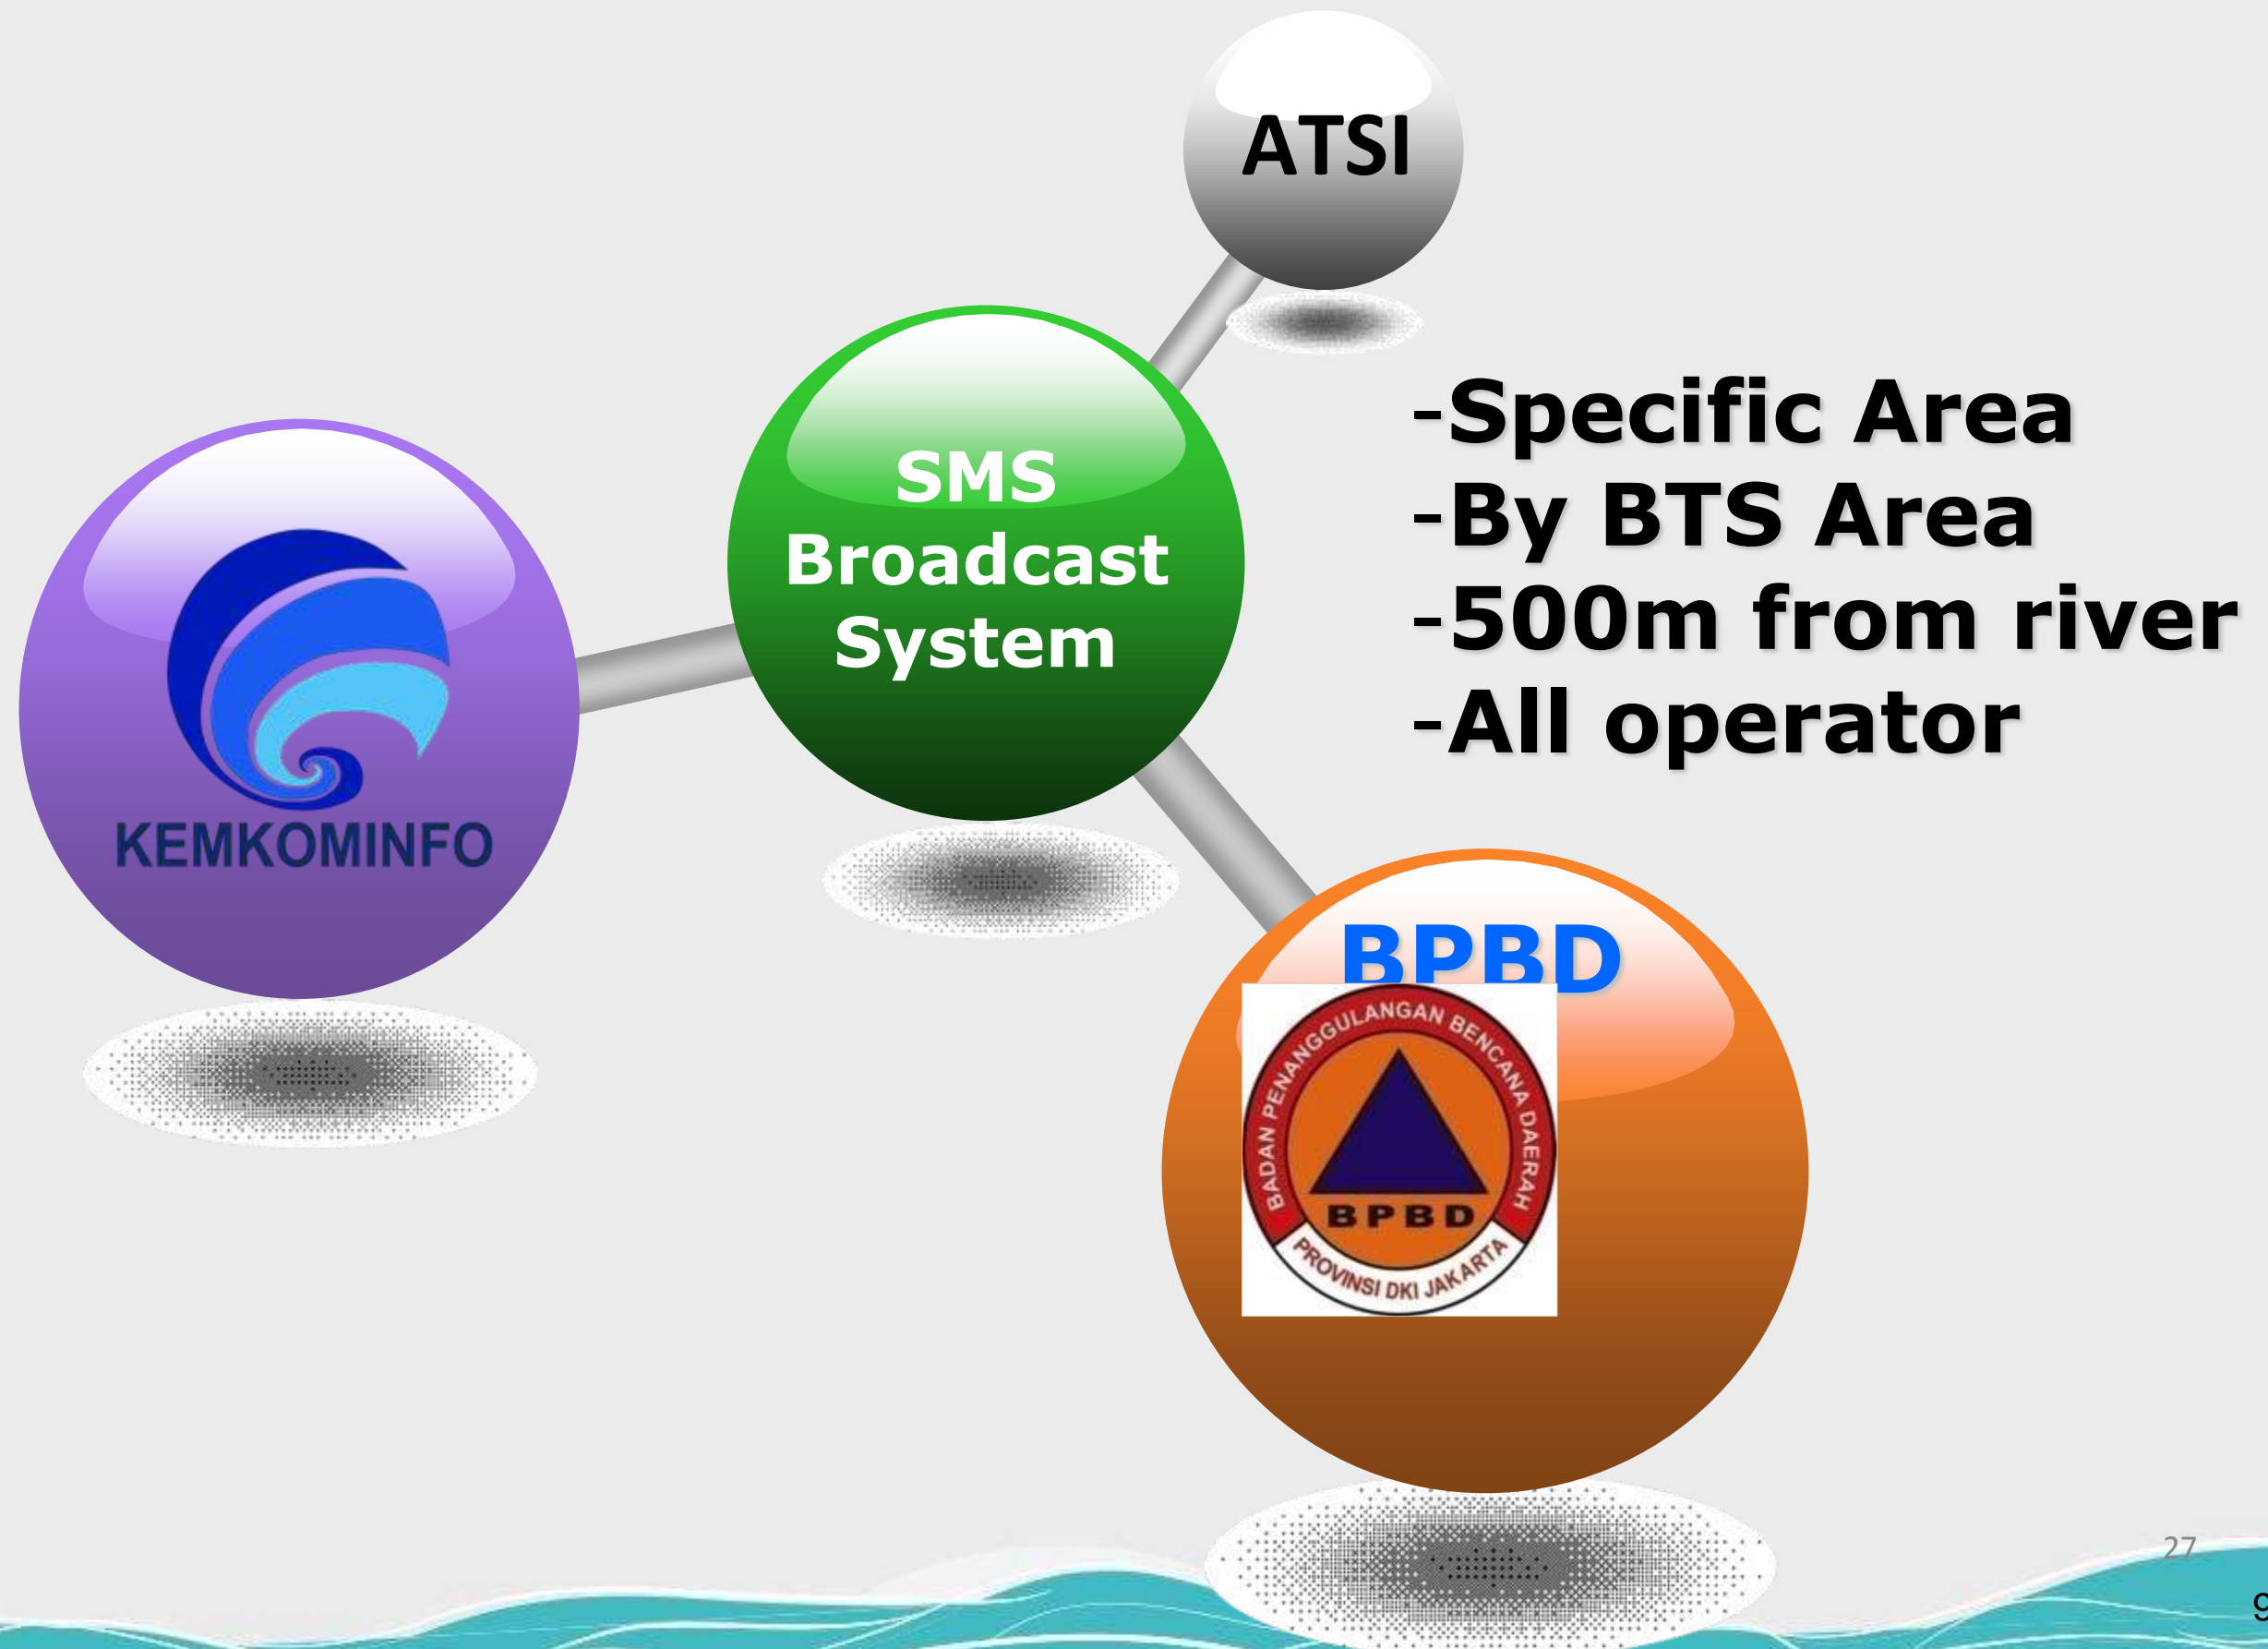 ATSI
SMS
Broadcast
System
-Specific Area
-By BTS Area
-500m from river
-All operator
KEMKOMINFO
BPBD
BADAN PENANGGULANGAN BENCANA DAERAH
BPBD
PROVINSI DKI JAKARTA
27
9